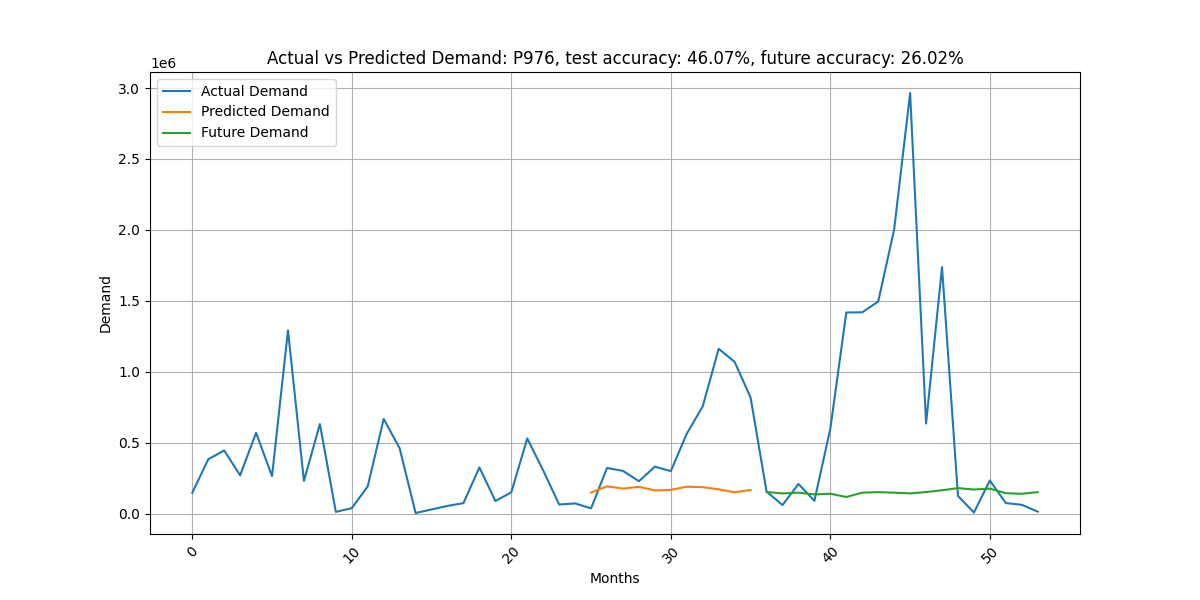 Actual vs Predicted Demand: P976, test accuracy: 46.07%, future accuracy: 26.02%
1e6
Actual Demand
Predicted Demand
Future Demand
3.0
2.5
2.0
1.5
1.0
0.5
0.0
Demand
0
10
20
30
40
50
Months